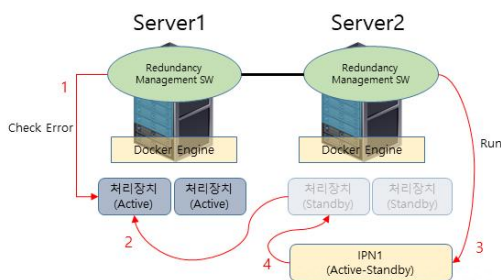 Server1
Server2
Redundancy
Management SW
Redundancy
Management SW
1
Check Error
Run
Docker Engine
Docker Engine
처리장치
(Active)
처리장치
(Active)
처리장치
(Standby)
처리장치
(Standby)
2
4
3
IPN1
(Active-Standby)